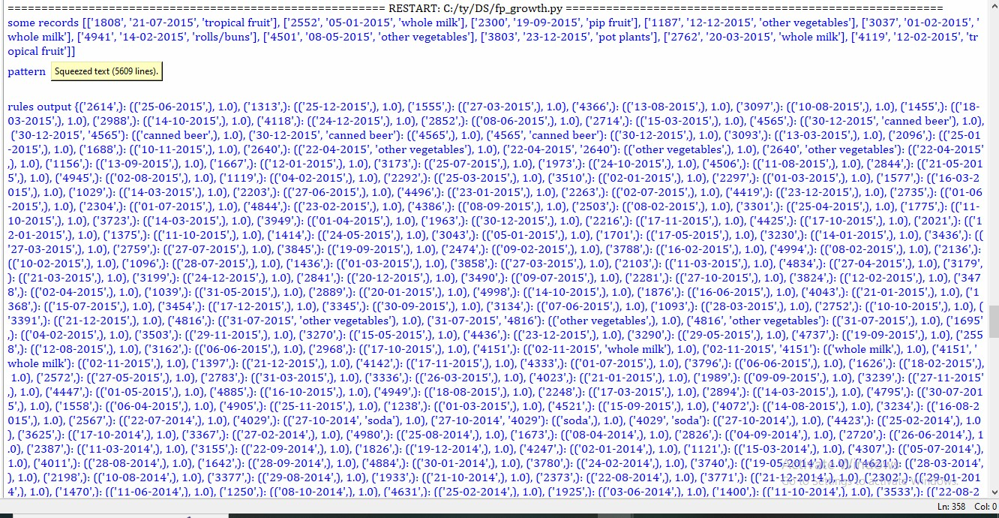 ====================================================== RESTART: C:/ty/DS/fp_growth.py ======================================================
some records [['1808', '21-07-2015', 'tropical fruit'], ['2552', '05-01-2015', 'whole milk'], ['2300', '19-09-2015', 'pip fruit'], ['1187', '12-12-2015', 'other vegetables'], ['3037', '01-02-2015', '
whole milk'], ['4941', '14-02-2015', 'rolls/buns'], ['4501', '08-05-2015', 'other vegetables'], ['3803', '23-12-2015', 'pot plants'], ['2762', '20-03-2015', 'whole milk'], ['4119', '12-02-2015', 'tr
opical fruit']]
pattern Squeezed text (5609 lines).
rules output {('2614',): (('25-06-2015',), 1.0), ('1313',): (('25-12-2015',), 1.0), ('1555',): (('27-03-2015',), 1.0), ('4366',): (('13-08-2015',), 1.0), ('3097',): (('10-08-2015',), 1.0), ('1455',): (('18-
03-2015',), 1.0), ('2988',): (('14-10-2015',), 1.0), ('4118',): (('24-12-2015',), 1.0), ('2852',): (('08-06-2015',), 1.0), ('2714',): (('15-03-2015',), 1.0), ('4565',): (('30-12-2015', 'canned beer'), 1.0),
('30-12-2015', '4565'): (('canned beer',), 1.0), ('30-12-2015', 'canned beer'): (('4565',), 1.0), ('4565', 'canned beer'): (('30-12-2015',), 1.0), ('3093',): (('13-03-2015',), 1.0), ('2096',): (('25-01
-2015',), 1.0), ('1688',): (('10-11-2015',), 1.0), ('2640',): (('22-04-2015', 'other vegetables'), 1.0), ('22-04-2015', '2640'): (('other vegetables',), 1.0), ('2640', 'other vegetables'): (('22-04-2015'
,), 1.0), ('1156',): (('13-09-2015',), 1.0), ('1667',): (('12-01-2015',), 1.0), ('3173',): (('25-07-2015',), 1.0), ('1973',): (('24-10-2015',), 1.0), ('4506',): (('11-08-2015',), 1.0), ('2844',): (('21-05-201
5',), 1.0), ('4945',): (('02-08-2015',), 1.0), ('1119',): (('04-02-2015',), 1.0), ('2292',): (('25-03-2015',), 1.0), ('3510',): (('02-01-2015',), 1.0), ('2297',): (('01-03-2015',), 1.0), ('1577',): (('16-03-2
015',), 1.0), ('1029',): (('14-03-2015',), 1.0), ('2203',): (('27-06-2015',), 1.0), ('4496',): (('23-01-2015',), 1.0), ('2263',): (('02-07-2015',), 1.0), ('4419',): (('23-12-2015',), 1.0), ('2735',): (('01-06
-2015',), 1.0), ('2304',): (('01-07-2015',), 1.0), ('4844',): (('23-02-2015',), 1.0), ('4386',): (('08-09-2015',), 1.0), ('2503',): (('08-02-2015',), 1.0), ('3301',): (('25-04-2015',), 1.0), ('1775',): (('11-
10-2015',), 1.0), ('3723',): (('14-03-2015',), 1.0), ('3949',): (('01-04-2015',), 1.0), ('1963',): (('30-12-2015',), 1.0), ('2216',): (('17-11-2015',), 1.0), ('4425',): (('17-10-2015',), 1.0), ('2021',): (('1
2-01-2015',), 1.0), ('1375',): (('11-10-2015',), 1.0), ('1414',): (('24-05-2015',), 1.0), ('3043',): (('05-01-2015',), 1.0), ('1701',): (('17-05-2015',), 1.0), ('3230',): (('14-01-2015',), 1.0), ('3436',): ((
'27-03-2015',), 1.0), ('2759',): (('27-07-2015',), 1.0), ('3845',): (('19-09-2015',), 1.0), ('2474',): (('09-02-2015',), 1.0), ('3788',): (('16-02-2015',), 1.0), ('4994',): (('08-02-2015',), 1.0), ('2136',):
(('10-02-2015',), 1.0), ('1096',): (('28-07-2015',), 1.0), ('1436',): (('01-03-2015',), 1.0), ('3858',): (('27-03-2015',), 1.0), ('2103',): (('11-03-2015',), 1.0), ('4834',): (('27-04-2015',), 1.0), ('3179',
): (('21-03-2015',), 1.0), ('3199',): (('24-12-2015',), 1.0), ('2841',): (('20-12-2015',), 1.0), ('3490',): (('09-07-2015',), 1.0), ('2281',): (('27-10-2015',), 1.0), ('3824',): (('12-02-2015',), 1.0), ('347
8',): (('02-04-2015',), 1.0), ('1039',): (('31-05-2015',), 1.0), ('2889',): (('20-01-2015',), 1.0), ('4998',): (('14-10-2015',), 1.0), ('1876',): (('16-06-2015',), 1.0), ('4043',): (('21-01-2015',), 1.0), ('1
368',): (('15-07-2015',), 1.0), ('3454',): (('17-12-2015',), 1.0), ('3345',): (('30-09-2015',), 1.0), ('3134',): (('07-06-2015',), 1.0), ('1093',): (('28-03-2015',), 1.0), ('2752',): (('10-10-2015',), 1.0), (
'3391',): (('21-12-2015',), 1.0), ('4816',): (('31-07-2015', 'other vegetables'), 1.0), ('31-07-2015', '4816'): (('other vegetables',), 1.0), ('4816', 'other vegetables'): (('31-07-2015',), 1.0), ('1695'
,): (('04-02-2015',), 1.0), ('3503',): (('29-11-2015',), 1.0), ('3270',): (('15-05-2015',), 1.0), ('4436',): (('23-12-2015',), 1.0), ('3290',): (('29-05-2015',), 1.0), ('4737',): (('19-09-2015',), 1.0), ('255
8',): (('12-08-2015',), 1.0), ('3162',): (('06-06-2015',), 1.0), ('2968',): (('17-10-2015',), 1.0), ('4151',): (('02-11-2015', 'whole milk'), 1.0), ('02-11-2015', '4151'): (('whole milk',), 1.0), ('4151', '
whole milk'): (('02-11-2015',), 1.0), ('1397',): (('21-12-2015',), 1.0), ('4142',): (('17-11-2015',), 1.0), ('4333',): (('01-07-2015',), 1.0), ('3796',): (('06-06-2015',), 1.0), ('1626',): (('18-02-2015',),
1.0), ('2572',): (('27-05-2015',), 1.0), ('2783',): (('31-03-2015',), 1.0), ('3336',): (('26-03-2015',), 1.0), ('4023',): (('21-01-2015',), 1.0), ('1989',): (('09-09-2015',), 1.0), ('3239',): (('27-11-2015'
,), 1.0), ('4447',): (('01-05-2015',), 1.0), ('4885',): (('16-10-2015',), 1.0), ('4949',): (('18-08-2015',), 1.0), ('2248',): (('17-03-2015',), 1.0), ('2894',): (('14-03-2015',), 1.0), ('4795',): (('30-07-201
5',), 1.0), ('1558',): (('06-04-2015',), 1.0), ('4905',): (('25-11-2015',), 1.0), ('1238',): (('01-03',), 1.0), ('4521',): (('15-09-2015',), 1.0), ('4072',): (('14-08-2015',), 1.0), ('3234',): (('16-08-2
015',), 1.0), ('2567',): (('22-07-2014',), 1.0), ('4029',): (('27-10-2014', 'soda'), 1.0), ('27-10-2014', '4029'): (('soda',), 1.0), ('4029', 'soda'): (('27-10-2014',), 1.0), ('4423',): (('25-02-2014',), 1.0
), ('3625',): (('17-10-2014',), 1.0), ('3367',): (('27-02-2014',), 1.0), ('4980',): (('25-08-2014',), 1.0), ('1673',): (('08-04-2014',), 1.0), ('2826',): (('04-09-2014',), 1.0), ('2720',): (('26-06-2014',), 1.
0), ('2387',): (('11-03-2014',), 1.0), ('3155',): (('22-09-2014',), 1.0), ('1826',): (('19-12-2014',), 1.0), ('4247',): (('02-01-2014',), 1.0), ('1121',): (('15-03-2014',), 1.0), ('4307',): (('05-07-2014',),
1.0), ('4011',): (('28-08-2014',), 1.0), ('1642',): (('28-09-2014',), 1.0), ('4884',): (('30-01-2014',), 1.0), ('3780',): (('24-02-2014',), 1.0), ('3740',): (('19-05-2014',), 1.0), ('4631',): (('28-03-2014'
,), 1.0), ('2198',): (('10-08-2014',), 1.0), ('3377',): (('29-08-2014',), 1.0), ('1933',): (('21-10-2014',), 1.0), ('2373',): (('22-08-2014',), 1.0), ('3771',): (('21-12-2014',), 1.0), ('2302',): (('29-01-201
4',), 1.0), ('1470',): (('11-06-2014',), 1.0), ('1250',): (('08-10-2014',), 1.0), ('4631',): (('25-02-2014',), 1.0), ('1925',): (('03-06-2014',), 1.0), ('1400',): (('11-10-2014',), 1.0), ('3533',): (('22-08-2
Activate Windows
Go to Settings to activate Windows.
Ln: 358 Col: 0